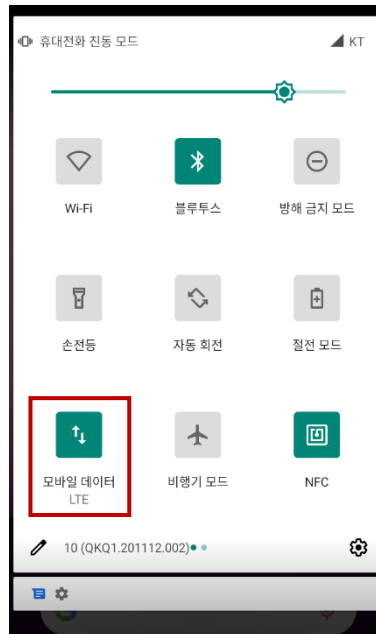 휴대전화 진동 모드 KT
Wi-Fi 블루투스 방해 금지 모드
손전등 자동 회전 절전 모드
모바일 데이터 비행기 모드 NFC
LTE
10 (QKQ1.201112.002)